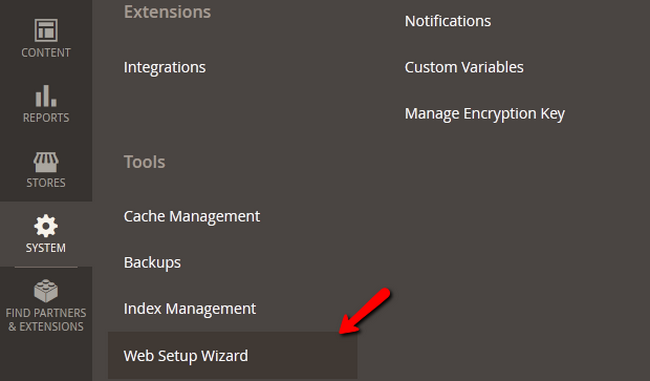 CONTENT
REPORTS
STORES
SYSTEM
FIND PARTNERS
& EXTENSIONS
Extensions
Integrations
Tools
Cache Management
Backups
Index Management
Web Setup Wizard
Notifications
Custom Variables
Manage Encryption Key